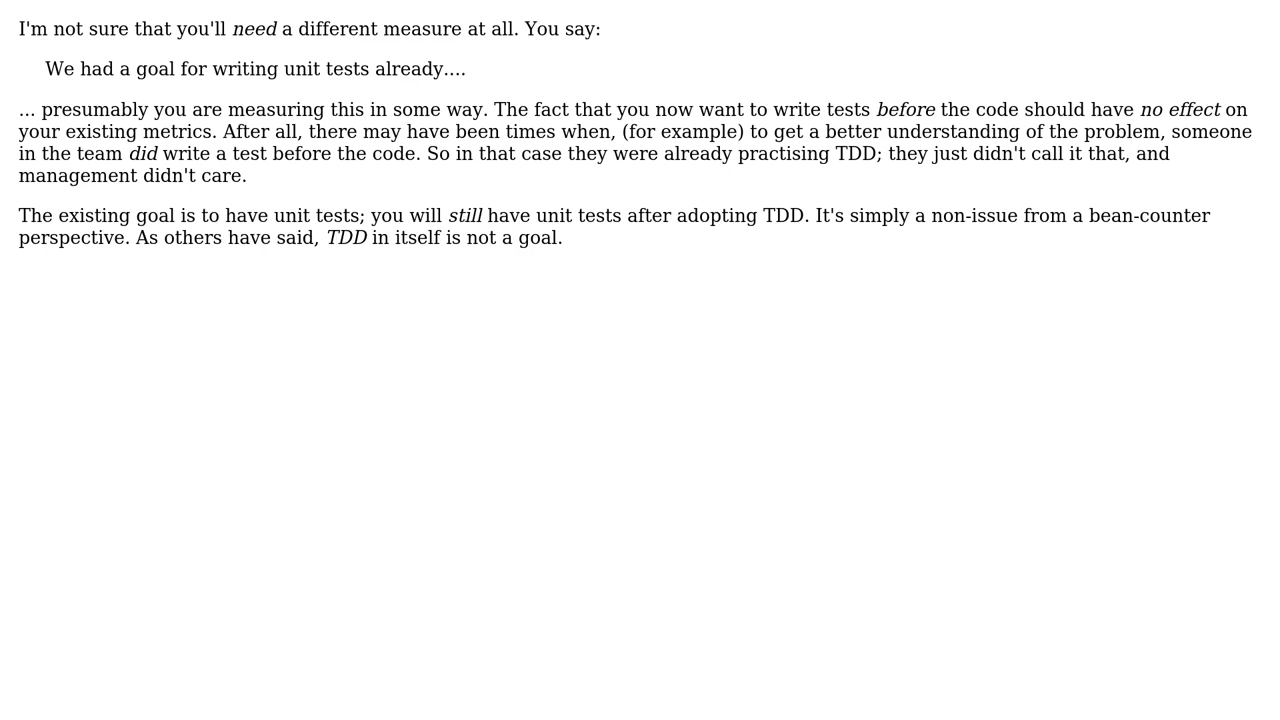 I'm not sure that you'll need a different measure at all. You say:
We had a goal for writing unit tests already....
... presumably you are measuring this in some way. The fact that you now want to write tests before the code should have no effect on
your existing metrics. After all, there may have been times when, (for example) to get a better understanding of the problem, someone
in the team did write a test before the code. So in that case they were already practising TDD; they just didn't call it that, and
management didn't care.
The existing goal is to have unit tests; you will still have unit tests after adopting TDD. It's simply a non-issue from a bean-counter
perspective. As others have said, TDD in itself is not a goal.